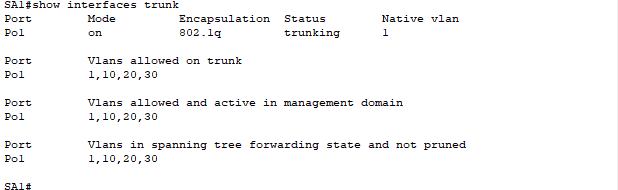 SA1#show interfaces trunk
Port Mode Encapsulation Status Native vlan
Po1 on 802.1q trunking 1
Port Vlans allowed on trunk
Po1 1,10,20,30
Port Vlans allowed and active in management domain
Po1 1,10,20,30
Port Vlans in spanning tree forwarding state and not pruned
Po1 1,10,20,30
SA1#